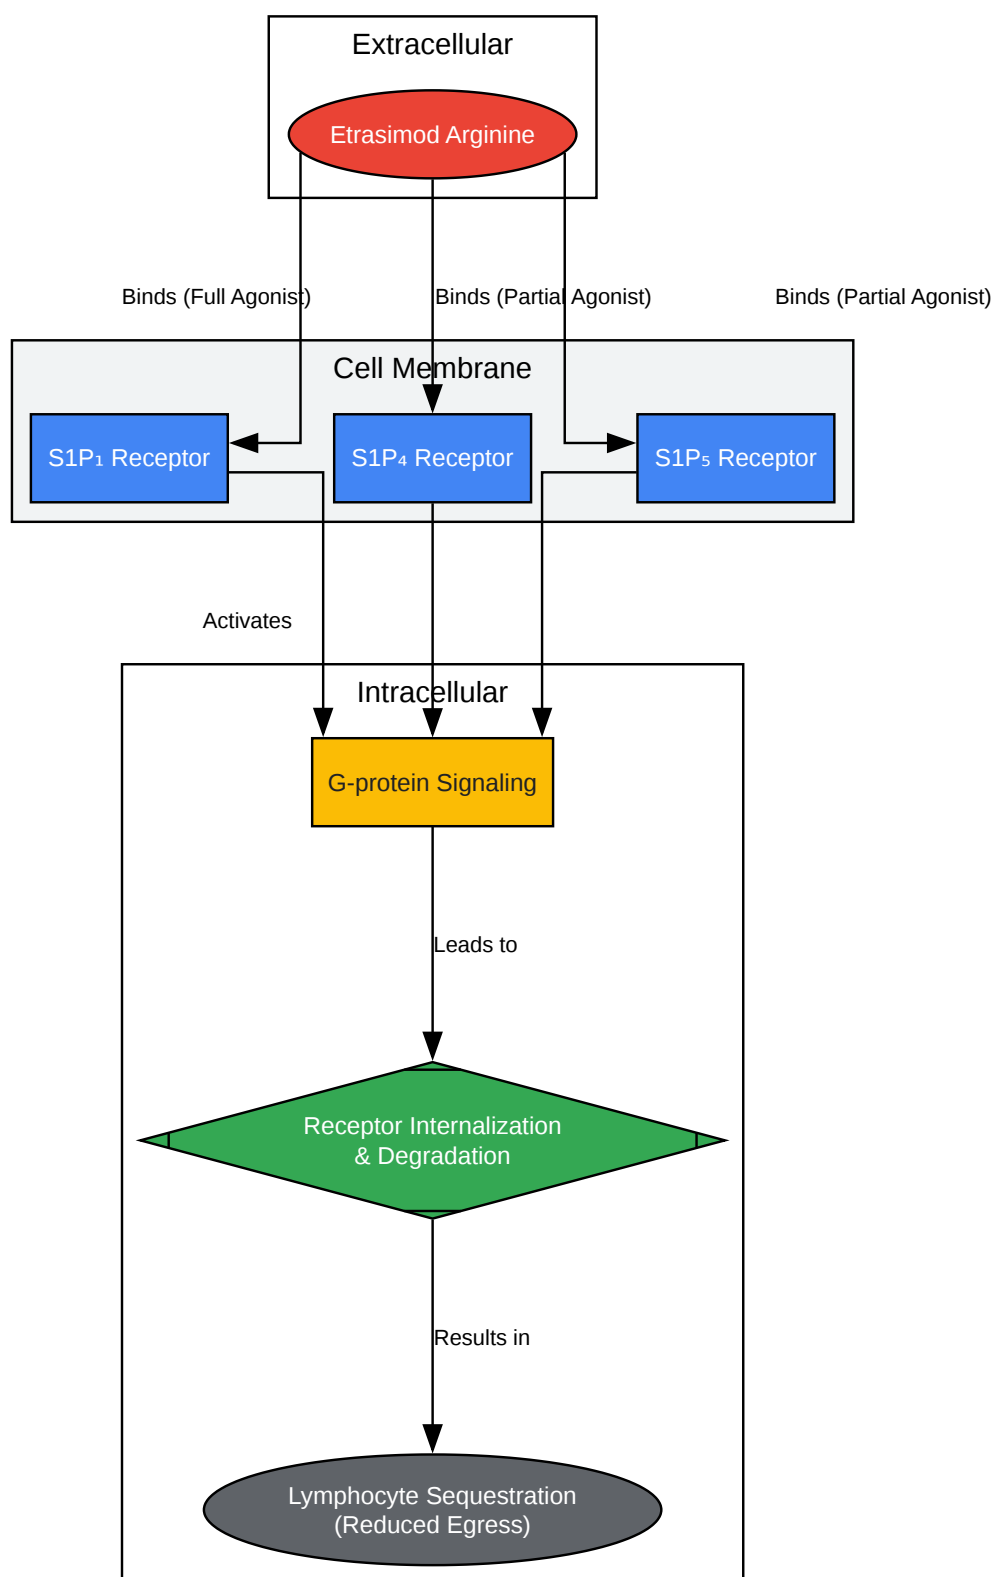 Extracellular
Etrasimod Arginine
Binds (Full Agonist)
Binds (Partial Agonist)
Binds (Partial Agonist)
Cell Membrane
S1P₁ Receptor
S1P₄ Receptor
S1P₅ Receptor
Activates
Intracellular
G-protein Signaling
Leads to
Receptor Internalization
& Degradation
Results in
Lymphocyte Sequestration
(Reduced Egress)